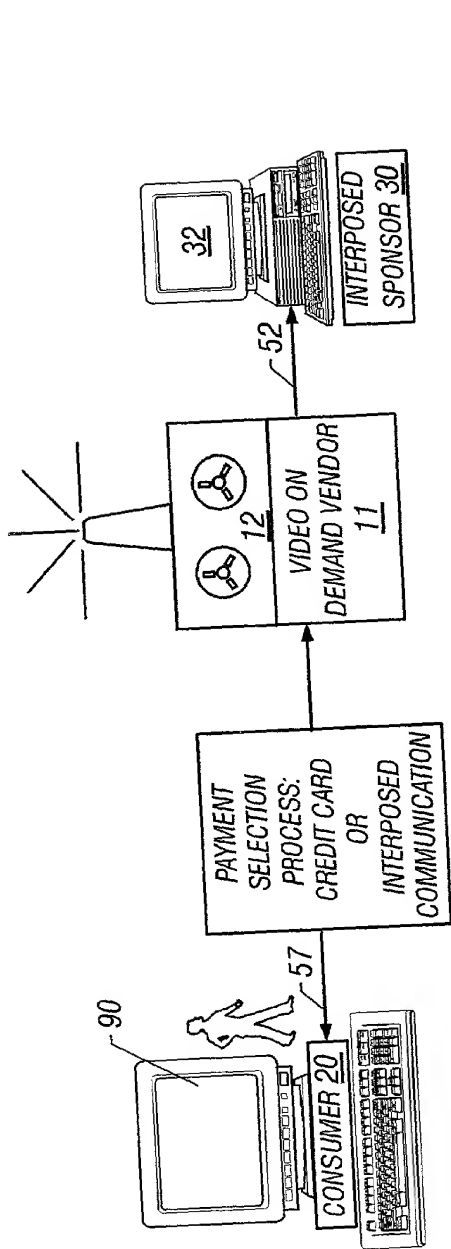 90
CONSUMER 20
57
PAYMENT
SELECTION
PROCESS:
CREDIT CARD
OR
INTERPOSED
COMMUNICATION
12
VIDEO ON
DEMAND VENDOR
11
52
32
INTERPOSED
SPONSOR 30